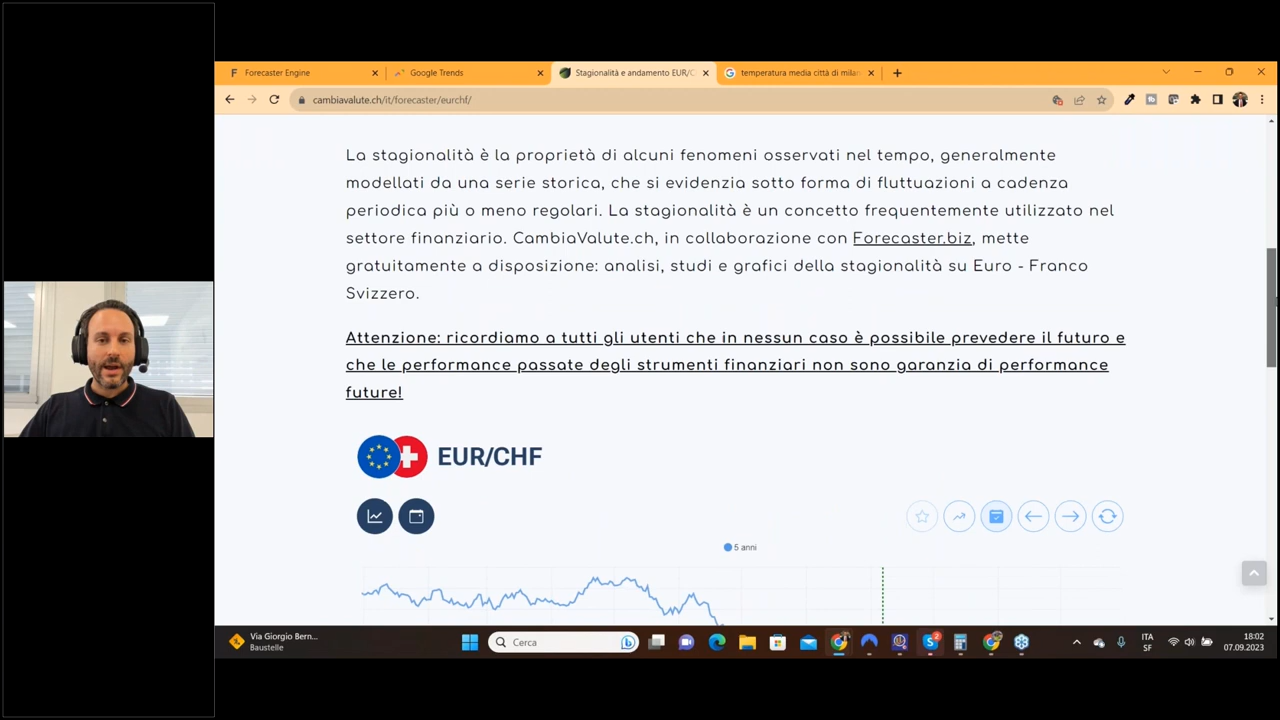 Forecaster Engine
Google Trends
Stagionalità e andamento EUR/C
temperatura media città di milan
cambiavalute.ch/it/forecaster/eurchf/
La stagionalità è la proprietà di alcuni fenomeni osservati nel tempo, generalmente
modellati da una serie storica, che si evidenzia sotto forma di fluttuazioni a cadenza
periodica più o meno regolari. La stagionalità è un concetto frequentemente utilizzato nel
settore finanziario. CambiaValute.ch, in collaborazione con Forecaster.biz, mette
gratuitamente a disposizione: analisi, studi e grafici della stagionalità su Euro - Franco
Svizzero.
Attenzione: ricordiamo a tutti gli utenti che in nessun caso è possibile prevedere il futuro e
che le performance passate degli strumenti finanziari non sono garanzia di performance
future!
EUR/CHF
5 anni
Via Giorgio Bern...
Baustelle
Cerca
ITA
SF
18:02
07.09.2023